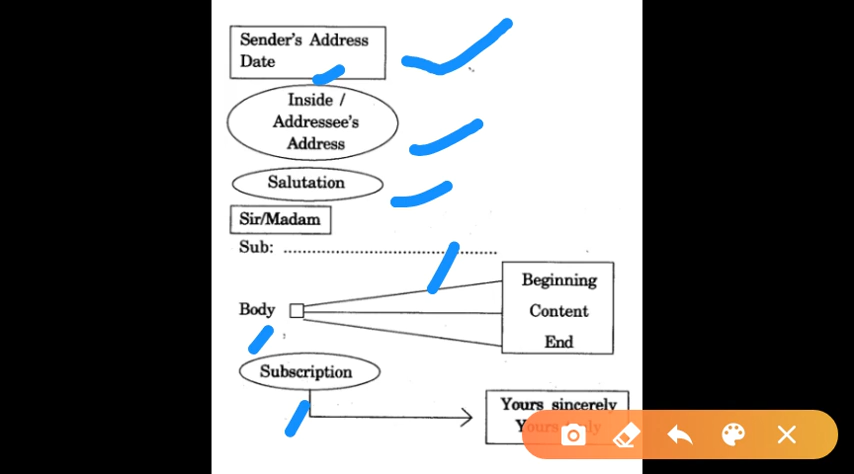 Sender's Address
Date
Inside /
Addressee's
Address
Salutation
Sir/Madam
Sub: ............................................................
Body
Beginning
Content
End
Subscription
Yours sincerely